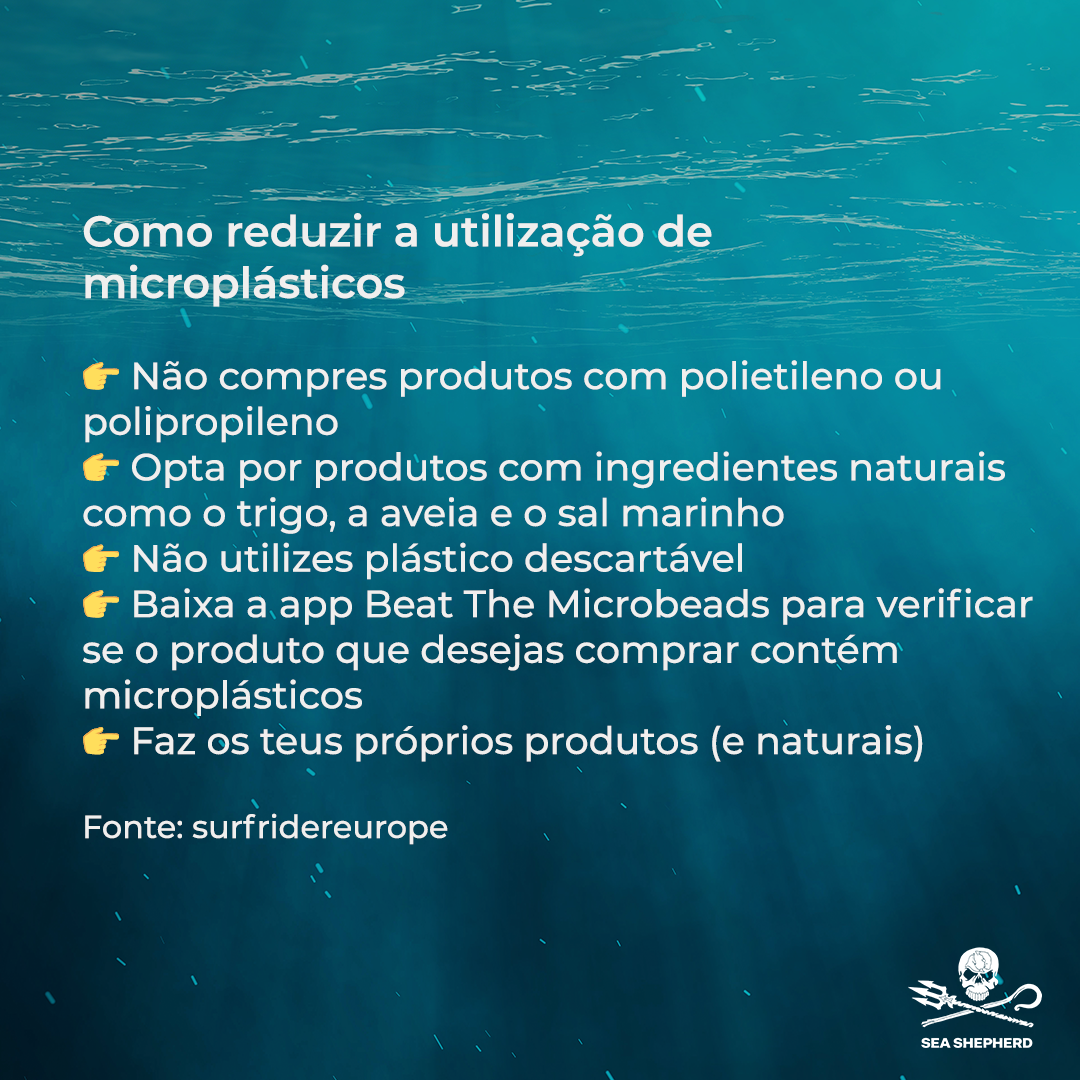 Como reduzir a utilização de
microplásticos
👉 Não compres produtos com polietileno ou
polipropileno
👉 Opta por produtos com ingredientes naturais
como o trigo, a aveia e o sal marinho
👉 Não utilizes plástico descartável
👉 Baixa a app Beat The Microbeads para verificar
se o produto que desejas comprar contém
microplásticos
👉 Faz os teus próprios produtos (e naturais)
Fonte: surfridereurope
SEA SHEPHERD